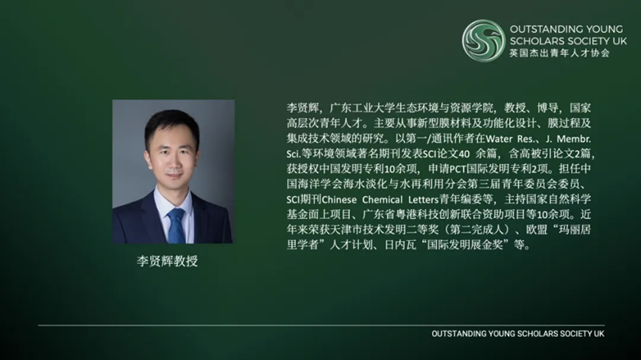 OUTSTANDING YOUNG
SCHOLARS SOCIETY UK
英国杰出青年人才协会
李贤辉，广东工业大学生态环境与资源学院，教授、博导，国家
高层次青年人才。主要从事新型膜材料及功能化设计、膜过程及
集成技术领域的研究。以第一/通讯作者在Water Res.、J. Membr.
Sci.等环境领域著名期刊发表SCI论文40 余篇，含高被引论文2篇，
获授权中国发明专利10余项，申请PCT国际发明专利2项。担任中
国海洋学会海水淡化与水再利用分会第三届青年委员会委员、
SCI期刊Chinese Chemical Letters青年编委等，主持国家自然科学
基金面上项目、广东省粤港科技创新联合资助项目等10余项。近
年来荣获天津市技术发明二等奖（第二完成人）、欧盟“玛丽居
里学者”人才计划、日内瓦“国际发明展金奖”等。
李贤辉教授
OUTSTANDING YOUNG SCHOLARS SOCIETY UK